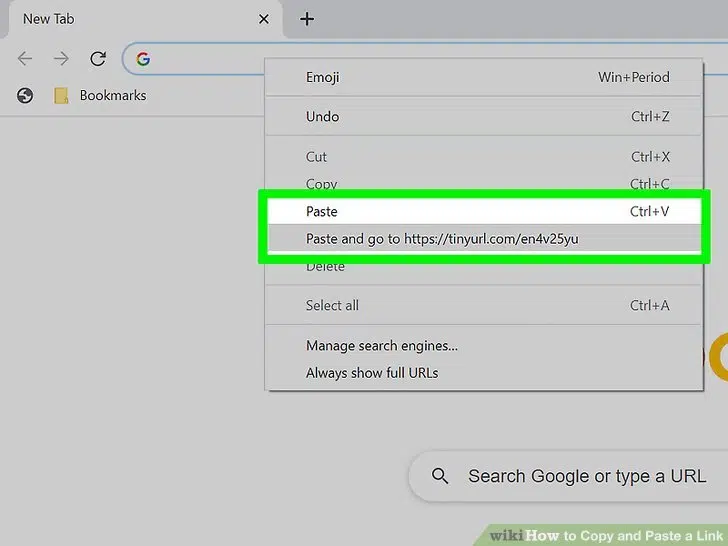 New Tab
Bookmarks
Emoji Win+Period
Undo Ctrl+Z
Cut Ctrl+X
Copy Ctrl+C
Paste Ctrl+V
Paste and go to https://tinyurl.com/en4v25yu
Delete
Select all Ctrl+A
Manage search engines...
Always show full URLs
Search Google or type a URL
wikiHow to Copy and Paste a Link